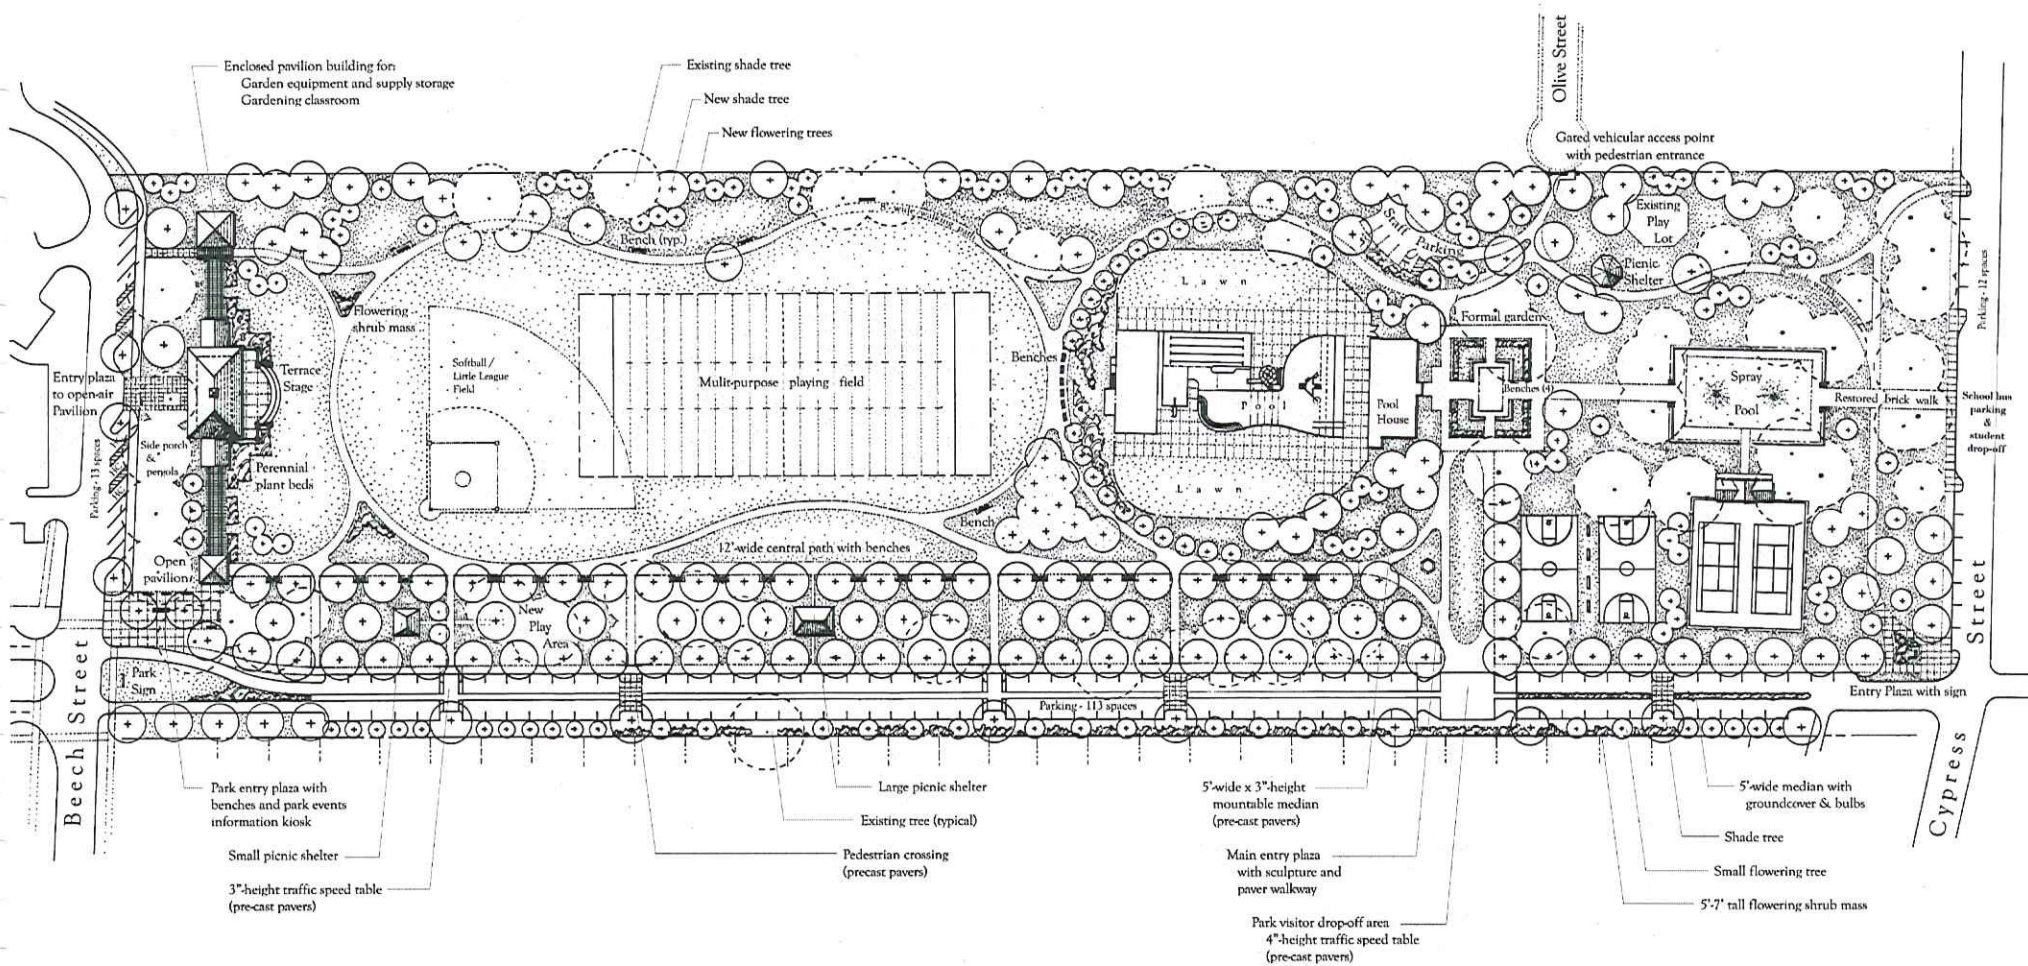 Enclosed pavilion building for:
Garden equipment and supply storage
Gardening classroom
Existing shade tree
New shade tree
New flowering trees
Olive Street
Gated vehicular access point
with pedestrian entrance
8'-wide
Bench (typ.)
Staff Parking
Existing
Play
Lot
Picnic
Shelter
Parking - 12 spaces
Flowering
shrub mass
Lawn
Formal garden
Softball /
Little League
Field
Mulit-purpose playing field
Benches
Terrace
Stage
Entry plaza
to open-air
Pavilion
Pool
Pool
House
Benches (4)
Spray
Pool
Restored brick walk
School bus
parking
&
student
drop-off
Side porch
&
pergola
Parking - 113 spaces
Perennial
plant beds
Lawn
Bench
12'-wide central path with benches
Open
pavilion
New
Play
Area
Park
Sign
Beech Street
Parking - 113 spaces
Entry Plaza with sign
Cypress Street
Park entry plaza with
benches and park events
information kiosk
Small picnic shelter
3"-height traffic speed table
(pre-cast pavers)
Large picnic shelter
Existing tree (typical)
Pedestrian crossing
(precast pavers)
5'-wide x 3"-height
mountable median
(pre-cast pavers)
Main entry plaza
with sculpture and
paver walkway
Park visitor drop-off area
4"-height traffic speed table
(pre-cast pavers)
5'-wide median with
groundcover & bulbs
Shade tree
Small flowering tree
5'-7' tall flowering shrub mass